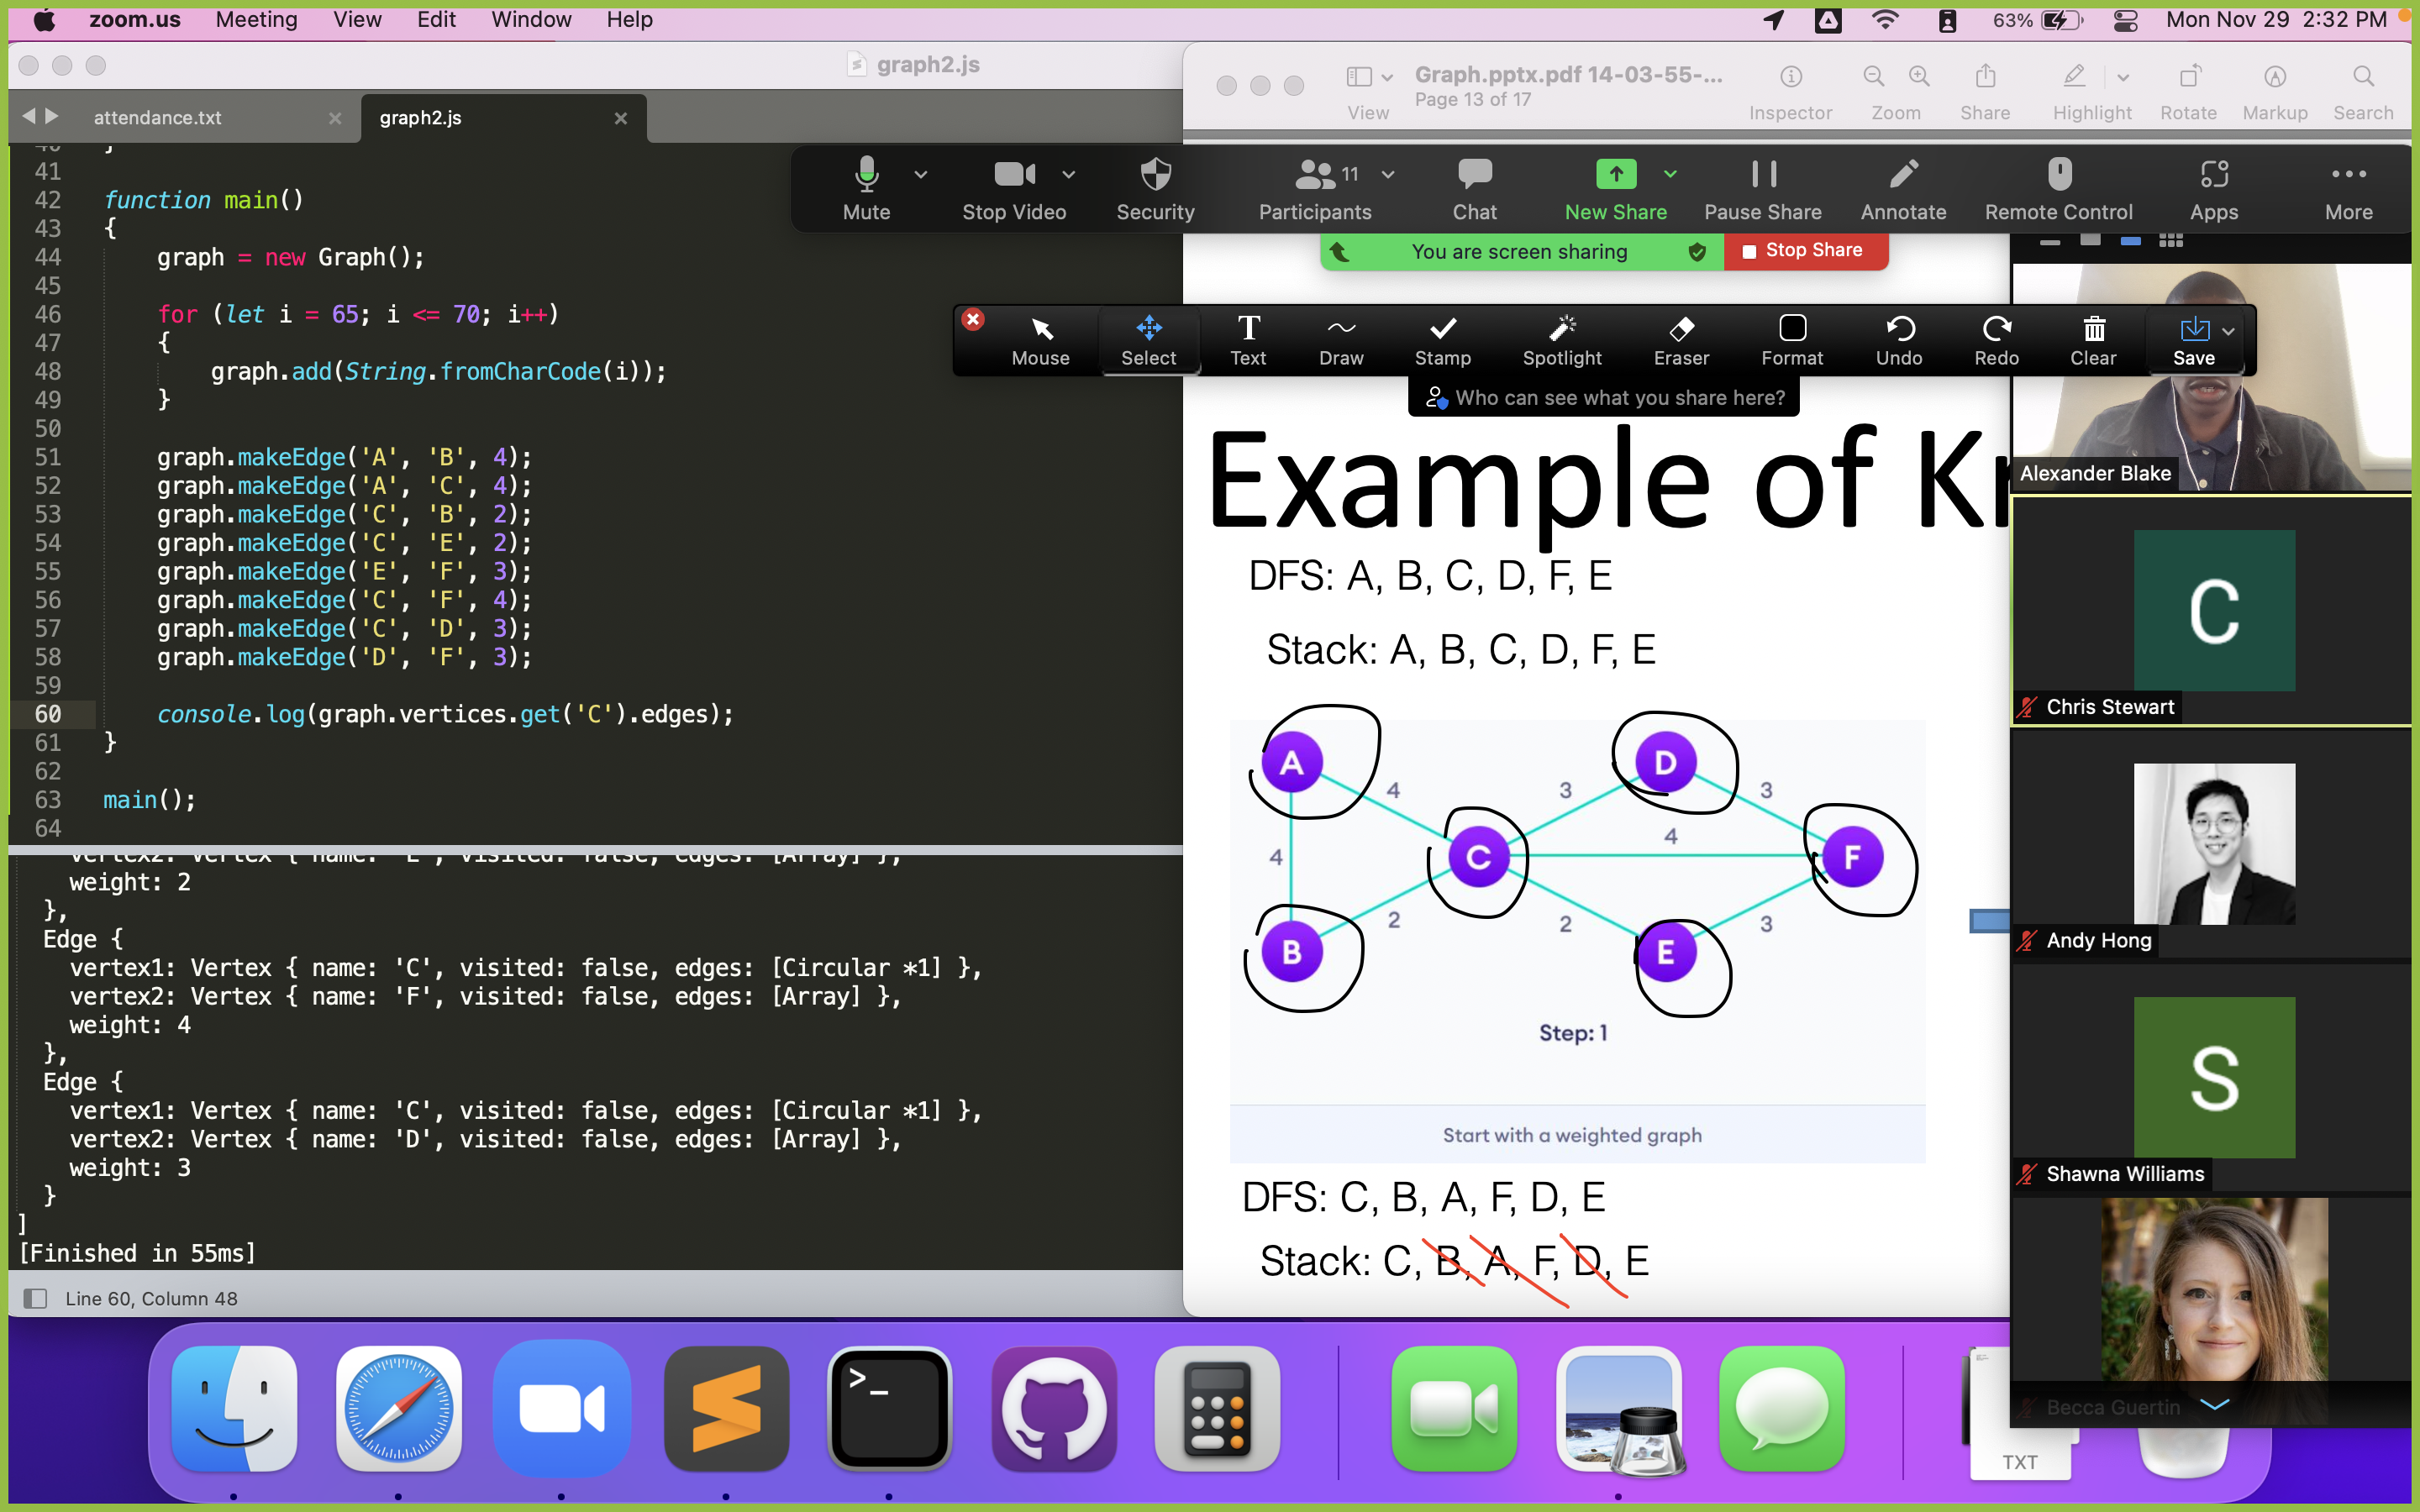 zoom.us Meeting View Edit Window Help 63% Mon Nov 29 2:32 PM
graph2.js
attendance.txt graph2.js
41
42 function main()
43 {
44 graph = new Graph();
45
46 for (let i = 65; i <= 70; i++)
47 {
48 graph.add(String.fromCharCode(i));
49 }
50
51 graph.makeEdge('A', 'B', 4);
52 graph.makeEdge('A', 'C', 4);
53 graph.makeEdge('C', 'B', 2);
54 graph.makeEdge('C', 'E', 2);
55 graph.makeEdge('E', 'F', 3);
56 graph.makeEdge('C', 'F', 4);
57 graph.makeEdge('C', 'D', 3);
58 graph.makeEdge('D', 'F', 3);
59
60 console.log(graph.vertices.get('C').edges);
61 }
62
63 main();
64
vertex2: Vertex { name: 'E', visited: false, edges: [Array] },
weight: 2
},
Edge {
vertex1: Vertex { name: 'C', visited: false, edges: [Circular *1] },
vertex2: Vertex { name: 'F', visited: false, edges: [Array] },
weight: 4
},
Edge {
vertex1: Vertex { name: 'C', visited: false, edges: [Circular *1] },
vertex2: Vertex { name: 'D', visited: false, edges: [Array] },
weight: 3
}
]
[Finished in 55ms]
Line 60, Column 48
Graph.pptx.pdf 14-03-55-...
Page 13 of 17
View Inspector Zoom Share Highlight Rotate Markup Search
11
Mute Stop Video Security Participants Chat New Share Pause Share Annotate Remote Control Apps More
You are screen sharing Stop Share
Mouse Select Text Draw Stamp Spotlight Eraser Format Undo Redo Clear Save
Who can see what you share here?
Example of
DFS: A, B, C, D, F, E
Stack: A, B, C, D, F, E
A D
4 3 3
4
4 C F
2 2 3
B E
Step: 1
Start with a weighted graph
DFS: C, B, A, F, D, E
Stack: C, B, A, F, D, E
Alexander Blake
C
Chris Stewart
Andy Hong
S
Shawna Williams
Becca Guertin
>_
TXT